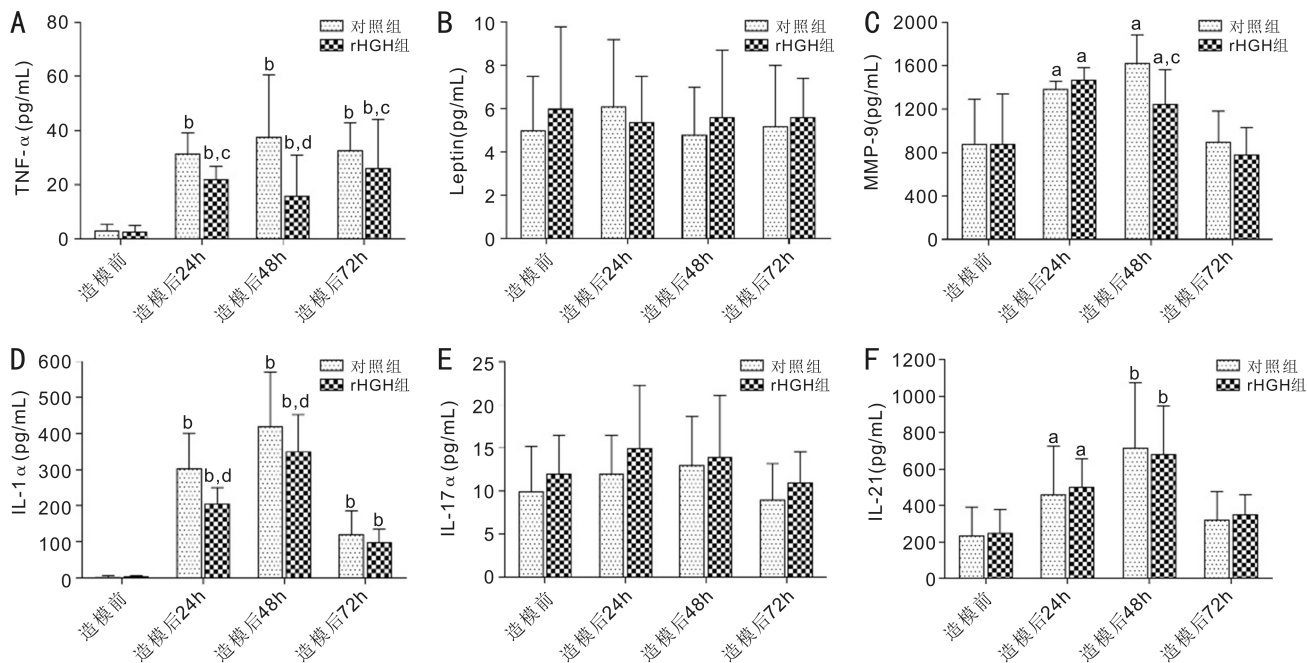 A
TNF-α(pg/mL)
80
60
40
20
0
对照组
rHGH组
b
b,c
b
b,d
b
b,c
造模前
造模后24h
造模后48h
造模后72h
B
Leptin(pg/mL)
10
8
6
4
2
0
对照组
rHGH组
造模前
造模后24h
造模后48h
造模后72h
C
MMP-9(pg/mL)
2000
1600
1200
800
400
0
对照组
rHGH组
a
a
a
a,c
造模前
造模后24h
造模后48h
造模后72h
D
IL-1α(pg/mL)
600
500
400
300
200
100
0
对照组
rHGH组
b
b,d
b
b,d
b
b
造模前
造模后24h
造模后48h
造模后72h
E
IL-17α(pg/mL)
25
20
15
10
5
0
对照组
rHGH组
造模前
造模后24h
造模后48h
造模后72h
F
IL-21(pg/mL)
1200
1000
800
600
400
200
0
对照组
rHGH组
a
a
b
b
造模前
造模后24h
造模后48h
造模后72h